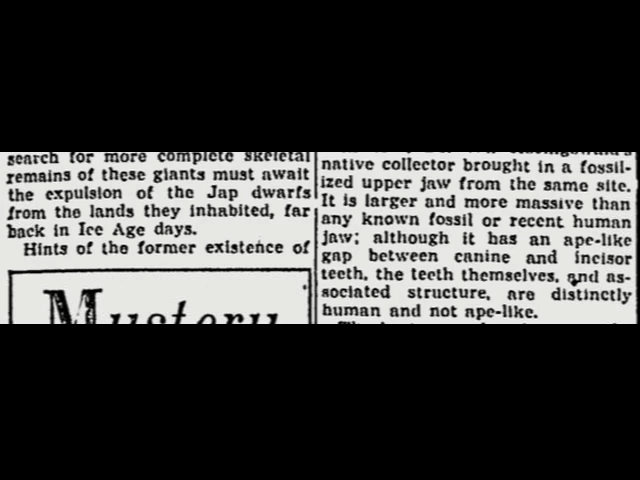 search for more complete skeletal
remains of these giants must await
the expulsion of the Jap dwarfs
from the lands they inhabited, far
back in Ice Age days.
Hints of the former existence of
Mystery
native collector brought in a fossil-
ized upper jaw from the same site.
It is larger and more massive than
any known fossil or recent human
jaw; although it has an ape-like
gap between canine and incisor
teeth, the teeth themselves, and as-
sociated structure, are distinctly
human and not ape-like.